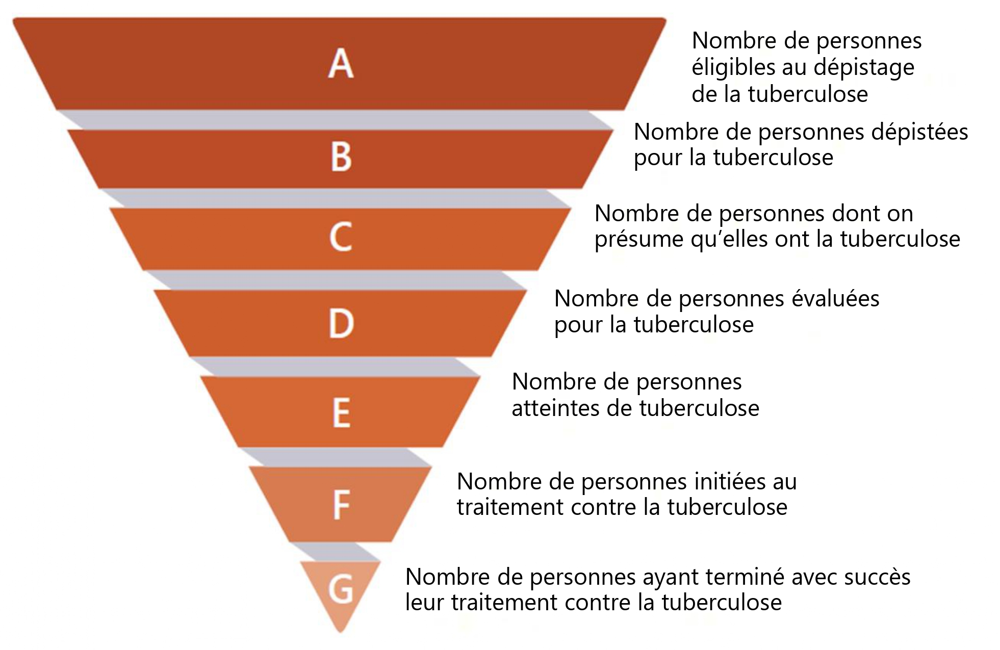 A
Nombre de personnes
éligibles au dépistage
de la tuberculose
B
Nombre de personnes dépistées
pour la tuberculose
C
Nombre de personnes dont on
présume qu’elles ont la tuberculose
D
Nombre de personnes évaluées
pour la tuberculose
E
Nombre de personnes
atteintes de tuberculose
F
Nombre de personnes initiées au
traitement contre la tuberculose
G
Nombre de personnes ayant terminé avec succès
leur traitement contre la tuberculose